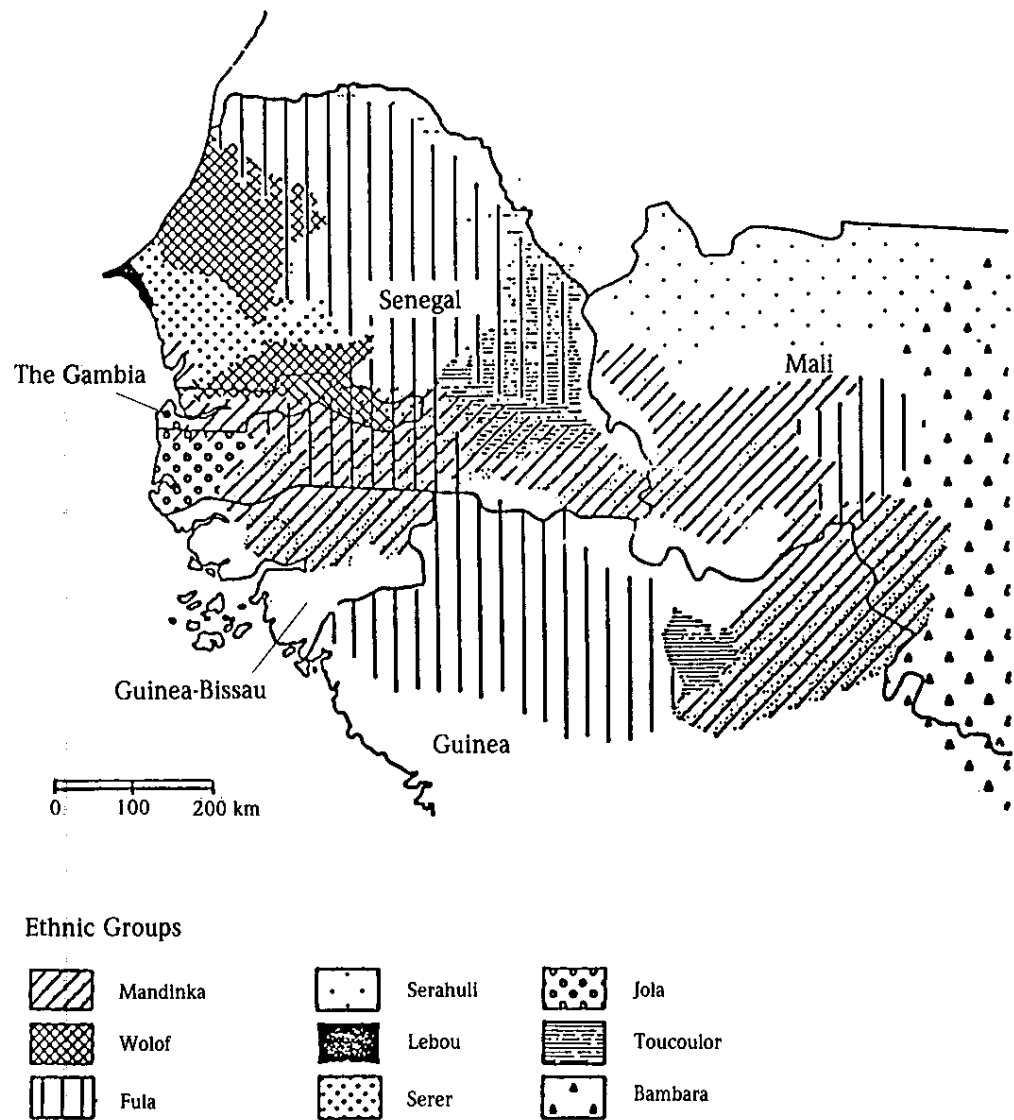 Senegal
Mali
The Gambia
Guinea-Bissau
Guinea
0 100 200 km
Ethnic Groups
Mandinka
Serahuli
Jola
Wolof
Lebou
Toucoulor
Fula
Serer
Bambara